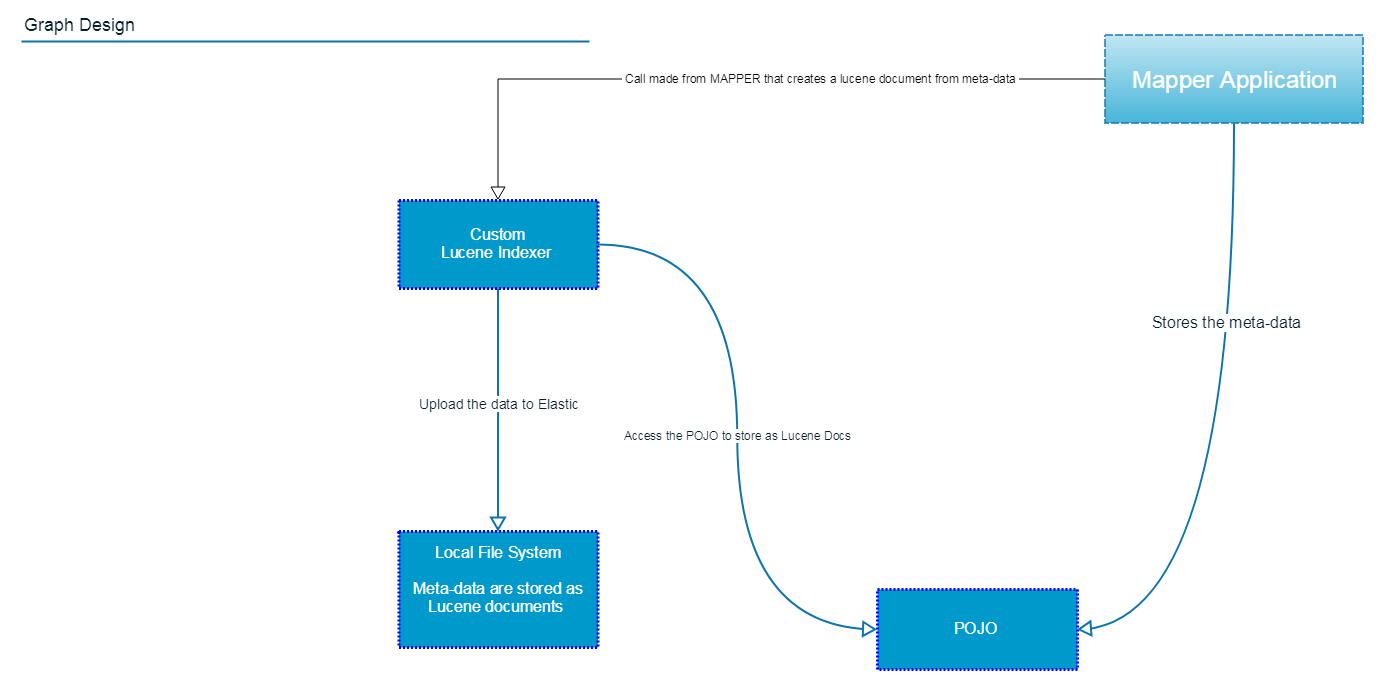 Graph Design
Mapper Application
Call made from MAPPER that creates a lucene document from meta-data
Custom
Lucene Indexer
Stores the meta-data
Upload the data to Elastic
Access the POJO to store as Lucene Docs
Local File System
Meta-data are stored as
Lucene documents
POJO